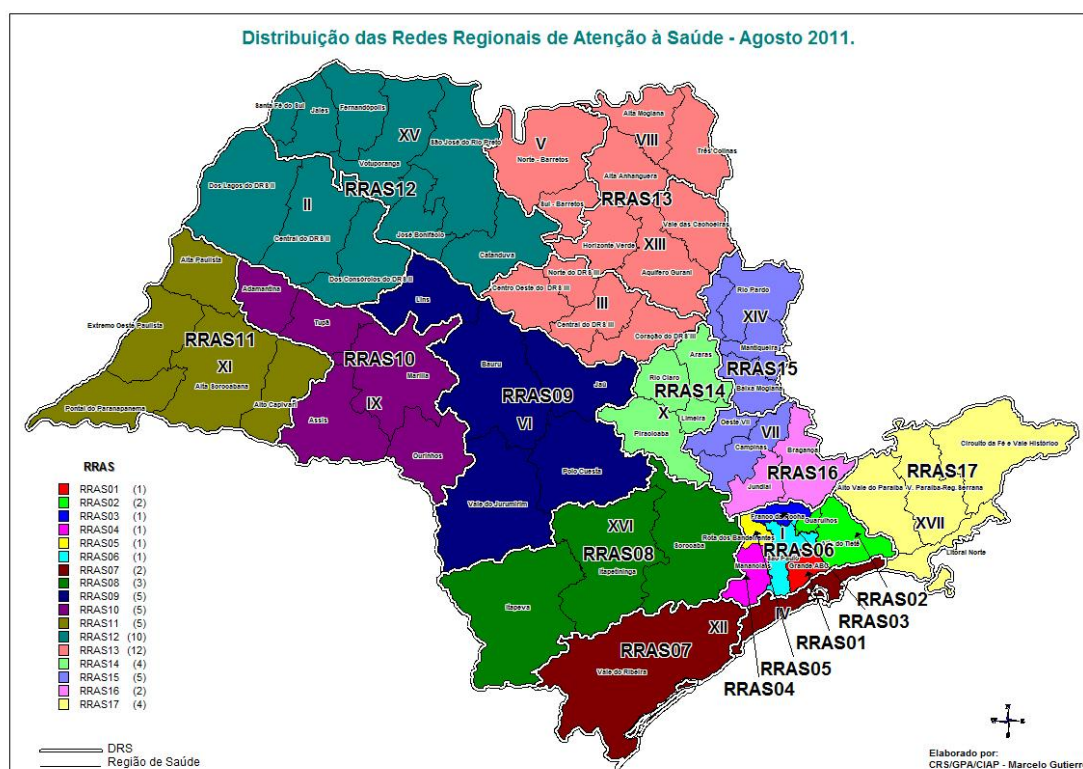 Distribuição das Redes Regionais de Atenção à Saúde - Agosto 2011.
Santa Fé do Sul
Jales
Fernandópolis
XV
São José do Rio Preto
Votuporanga
Dos Lagos do DRS II
RRAS12
II
Central do DRS II
José Bonifáolo
Catanduva
Dos Consórolos do DRS II
V
Norte - Barretos
Alta Mogiana
VIII
Três Colinas
Alta Anhanguera
Sul - Barretos
RRAS13
Vale das Caohoeiras
Horizonte Verde
XIII
Aquífero Guraní
Norte do DRS III
Centro Oeste do DRS III
III
Central do DRS III
Coração do DRS III
Alta Paulista
Extremo Oeste Paulista
RRAS11
XI
Alta Sorooabana
Alto Capivari
Pontal do Paranapanema
Adamantina
Tupã
RRAS10
Marília
IX
Assis
Ourinhos
Lins
Bauru
Jaú
RRAS09
VI
Polo Cuesta
Vale do Jurumirim
Araras
Rio Claro
RRAS14
X
Limeira
Piraoioaba
Rio Pardo
XIV
Mantiqueira
RRAS15
Baixa Mogiana
Oeste VII
VII
Campinas
Bragança
RRAS16
Jundiaí
Circuito da Fé e Vale Histórico
RRAS17
Alto Vale do Paraíba
V. Paraíba-Reg. Serrana
XVII
Litoral Norte
XVI
Sorooaba
RRAS08
Itapetininga
Itapeva
Franco da Rocha
Guarulhos
Rota dos Bandeirantes
I
RRAS06
Grande ABC
Mananciais
XII
IV
RRAS07
Vale do Ribeira
RRAS02
RRAS03
RRAS01
RRAS05
RRAS04
RRAS
RRAS01 (1)
RRAS02 (2)
RRAS03 (1)
RRAS04 (1)
RRAS05 (1)
RRAS06 (1)
RRAS07 (2)
RRAS08 (3)
RRAS09 (5)
RRAS10 (5)
RRAS11 (5)
RRAS12 (10)
RRAS13 (12)
RRAS14 (4)
RRAS15 (5)
RRAS16 (2)
RRAS17 (4)
DRS
Região de Saúde
N
W
E
S
Elaborado por:
CRS/GPA/CIAP - Marcelo Gutierr